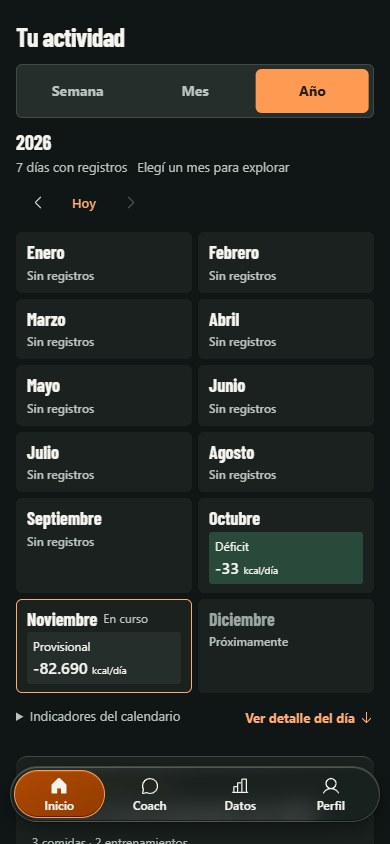 Tu actividad
Semana Mes Año
2026
7 días con registros Elegí un mes para explorar
Hoy
Enero
Sin registros
Febrero
Sin registros
Marzo
Sin registros
Abril
Sin registros
Mayo
Sin registros
Junio
Sin registros
Julio
Sin registros
Agosto
Sin registros
Septiembre
Sin registros
Octubre
Déficit
-33 kcal/día
Noviembre En curso
Provisional
-82.690 kcal/día
Diciembre
Próximamente
Indicadores del calendario
Ver detalle del día ↓
Inicio Coach Datos Perfil
3 comidas · 2 entrenamientos